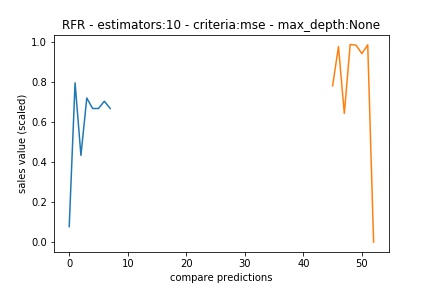 RFR - estimators:10 - criteria:mse - max_depth:None
1.0
0.8
0.6
0.4
0.2
0.0
sales value (scaled)
0 10 20 30 40 50
compare predictions